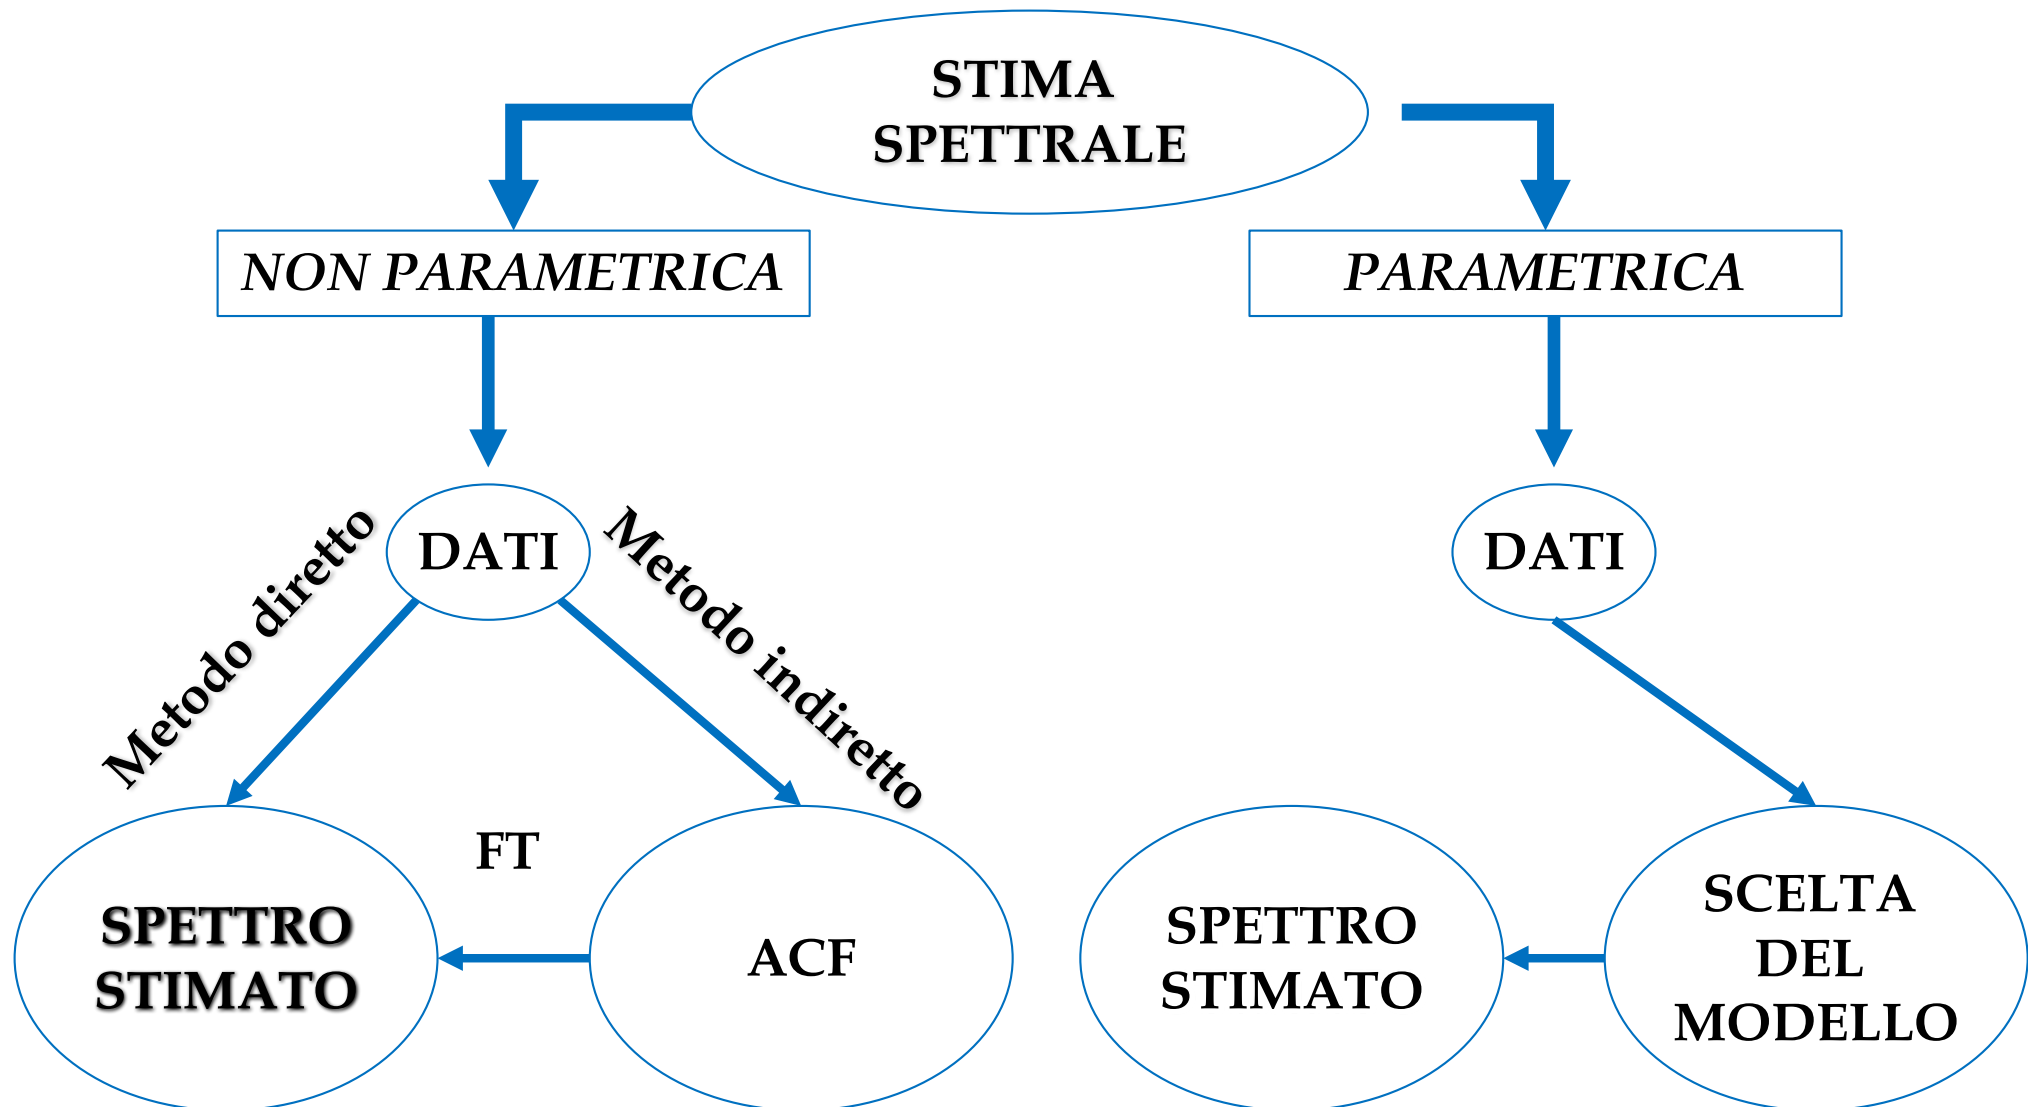 STIMA
SPETTRALE
NON PARAMETRICA
PARAMETRICA
DATI
DATI
Metodo diretto
Metodo indiretto
FT
SPETTRO
STIMATO
ACF
SPETTRO
STIMATO
SCELTA
DEL
MODELLO